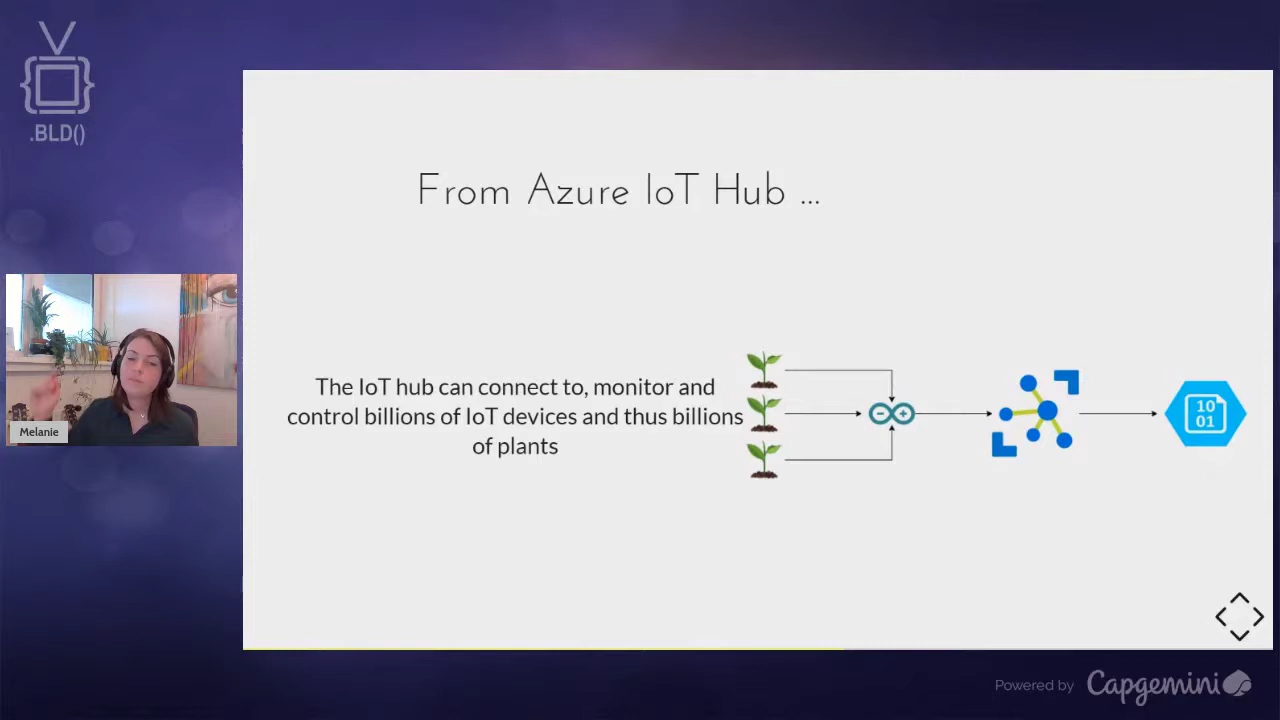 .BLD()
From Azure IoT Hub ...
The IoT hub can connect to, monitor and
control billions of IoT devices and thus billions
of plants
10
01
Melanie
Powered by Capgemini